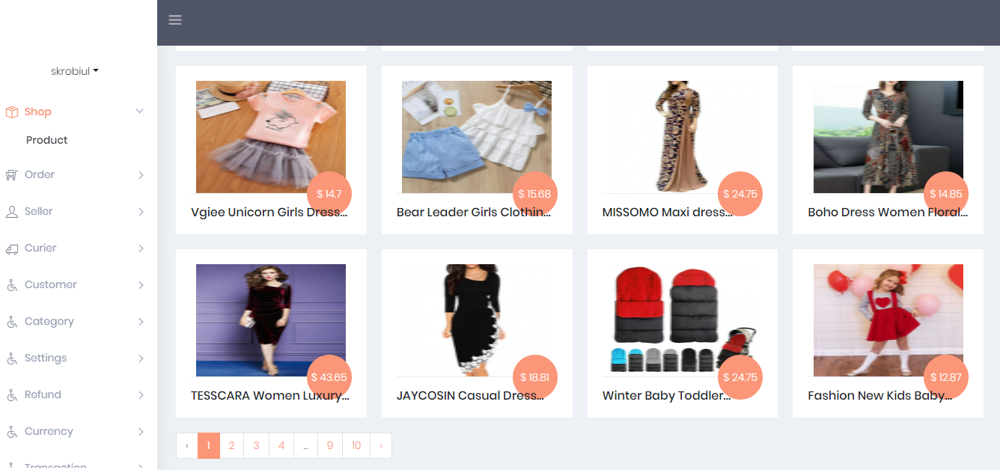 skrobiul
Shop
Product
Order
Seller
Curier
Customer
Category
Settings
Refund
Currency
Transaction
$ 14.7
$ 15.68
$ 24.75
$ 14.85
Vgiee Unicorn Girls Dress...
Bear Leader Girls Clothin...
MISSOMO Maxi dress...
Boho Dress Women Floral...
$ 43.65
$ 18.81
$ 24.75
$ 12.87
TESSCARA Women Luxury...
JAYCOSIN Casual Dress...
Winter Baby Toddler...
Fashion New Kids Baby...
‹ 1 2 3 4 ... 9 10 ›